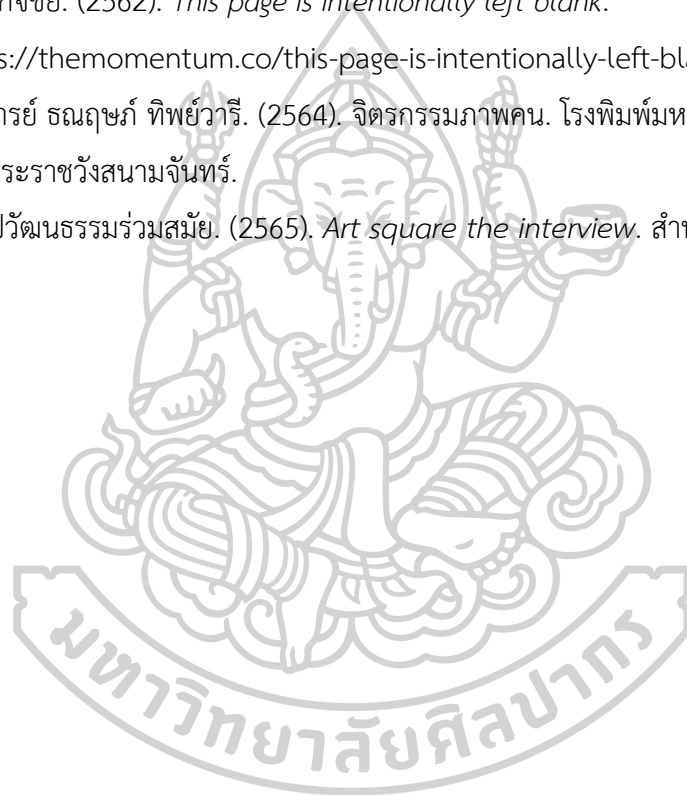 กิจชัย. (2562). This page is intentionally left blank.
s://themomentum.co/this-page-is-intentionally-left-bla
ารย์ ธณฤษภ์ ทิพย์วารี. (2564). จิตรกรรมภาพคน. โรงพิมพ์มห
ระราชวังสนามจันทร์.
ปวัฒนธรรมร่วมสมัย. (2565). Art square the interview. สำน
มหาวิทยาลัยศิลปากร